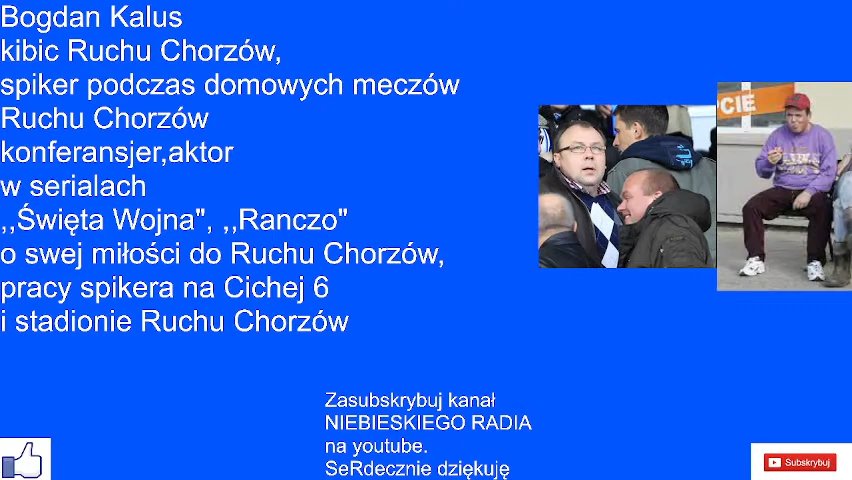 Bogdan Kalus
kibic Ruchu Chorzów,
spiker podczas domowych meczów
Ruchu Chorzów
konferansjer,aktor
w serialach
,,Święta Wojna", ,,Ranczo"
o swej miłości do Ruchu Chorzów,
pracy spikera na Cichej 6
i stadionie Ruchu Chorzów
PCIE
Zasubskrybuj kanał
NIEBIESKIEGO RADIA
na youtube.
SeRdecznie dziękuję
Subskrybuj